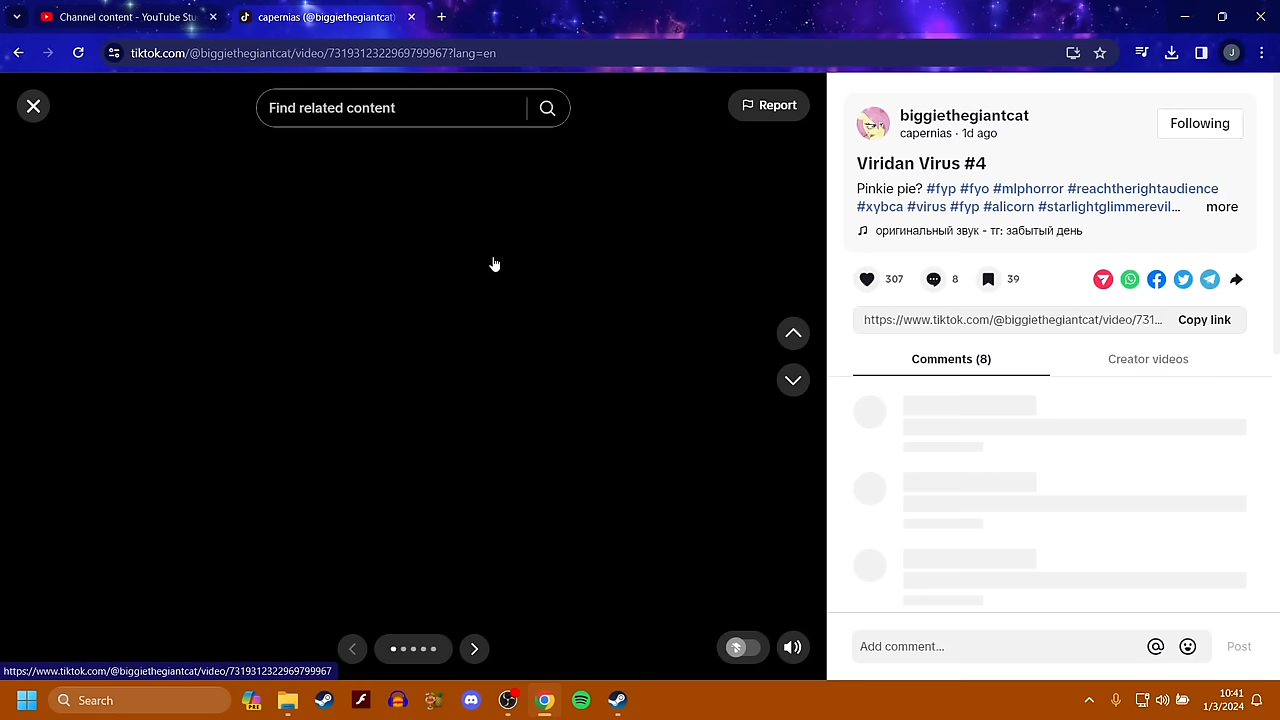 Channel content - YouTube Stu
capernias (@biggiethegiantcat)
tiktok.com/@biggiethegiantcat/video/7319312322969799967?lang=en
J
Find related content
Report
biggiethegiantcat
capernias · 1d ago
Following
Viridan Virus #4
Pinkie pie? #fyp #fyo #mlphorror #reachtherightaudience
#xybca #virus #fyp #alicorn #starlightglimmerevil...
more
оригинальный звук - тг: забытый день
307
8
39
https://www.tiktok.com/@biggiethegiantcat/video/731...
Copy link
Comments (8)
Creator videos
Add comment...
Post
https://www.tiktok.com/@biggiethegiantcat/video/7319312322969799967
Search
10:41
1/3/2024